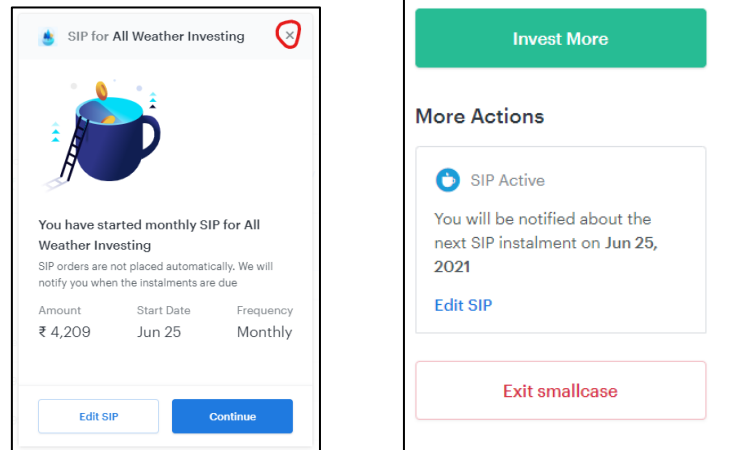 SIP for All Weather Investing
You have started monthly SIP for All
Weather Investing
SIP orders are not placed automatically. We will
notify you when the instalments are due
Amount Start Date Frequency
₹ 4,209 Jun 25 Monthly
Edit SIP Continue
Invest More
More Actions
SIP Active
You will be notified about the
next SIP instalment on Jun 25,
2021
Edit SIP
Exit smallcase